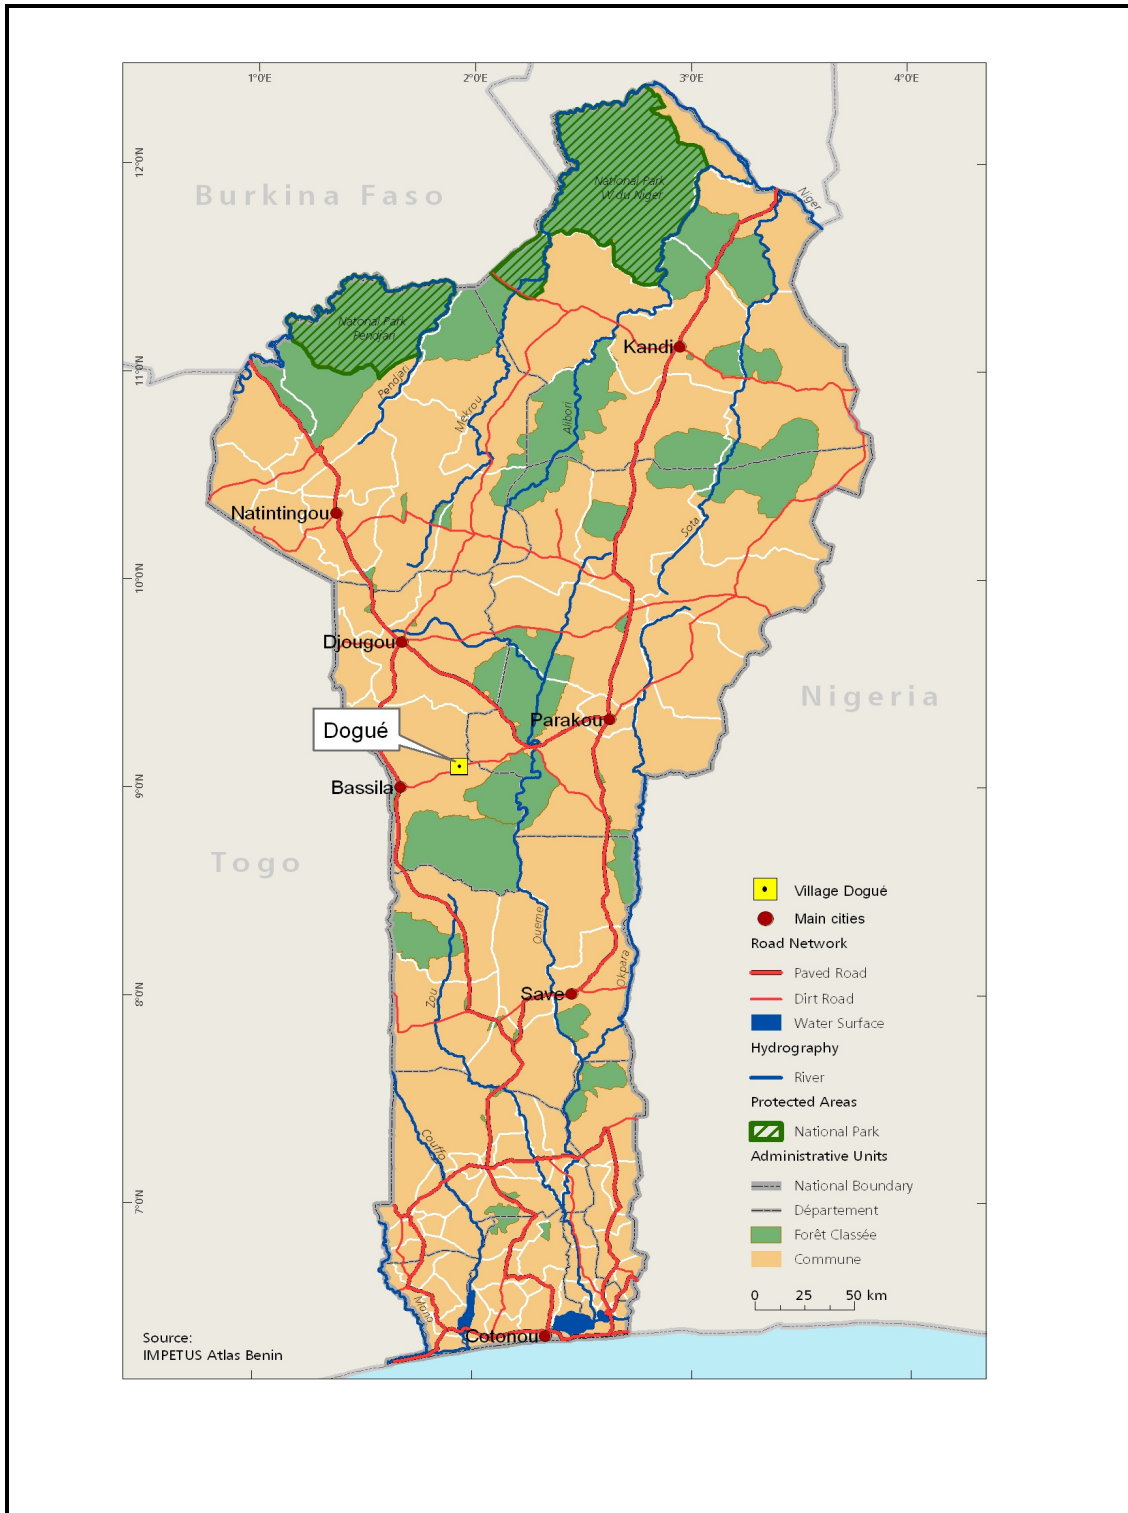 1°0'E 2°0'E 3°0'E 4°0'E
12°0'N
11°0'N
10°0'N
9°0'N
8°0'N
7°0'N
Burkina Faso
National Park
W du Niger
Niger
National Park
Pendjari
Kandi
Pendjari
Mekrou
Alibori
Natintingou
Sota
Djougou
Nigeria
Parakou
Dogué
Bassila
Togo
Oueme
Okpara
Zou
Save
Couffo
Mono
Cotonou
Village Dogué
Main cities
Road Network
Paved Road
Dirt Road
Water Surface
Hydrography
River
Protected Areas
National Park
Administrative Units
National Boundary
Département
Forêt Classée
Commune
0 25 50 km
Source:
IMPETUS Atlas Benin